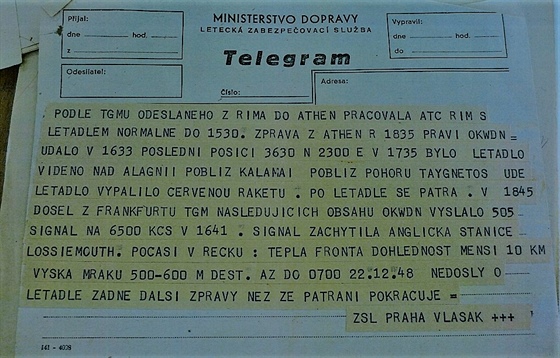 Přijal:
dne hod.
z
MINISTERSTVO DOPRAVY
LETECKÁ ZABEZPEČOVACÍ SLUŽBA
Telegram
Vypravil:
dne hod.
do
Odesílatel:
Číslo:
Adresa:
PODLE TGMU ODESLANEHO Z RIMA DO ATHEN PRACOVALA ATC RIM S
LETADLEM NORMALNE DO 1530. ZPRAVA Z ATHEN R 1835 PRAVI OKWDN =
UDALO V 1633 POSLEDNI POSICI 3630 N 2300 E V 1735 BYLO LETADLO
VIDENO NAD ALAGNII POBLIZ KALAMAI POBLIZ POHORU TAYGNETOS UDE
LETADLO VYPALILO CERVENOU RAKETU . PO LETADLE SE PATRA . V 1845
DOSEL Z FRANKFURTU TGM NASLEDUJICICH OBSAHU OKWDN VYSLALO 505
SIGNAL NA 6500 KCS V 1641 . SIGNAL ZACHYTILA ANGLICKA STANICE
LOSSIEMOUTH. POCASI V RECKU : TEPLA FRONTA DOHLEDNOST MENSI 10 KM
VYSKA MRAKU 500-600 M DEST. AZ DO 0700 22.12.48 NEDOSLY O
LETADLE ZADNE DALSI ZPRAVY NEZ ZE PATRANI POKRACUJE =
ZSL PRAHA VLASAK +++